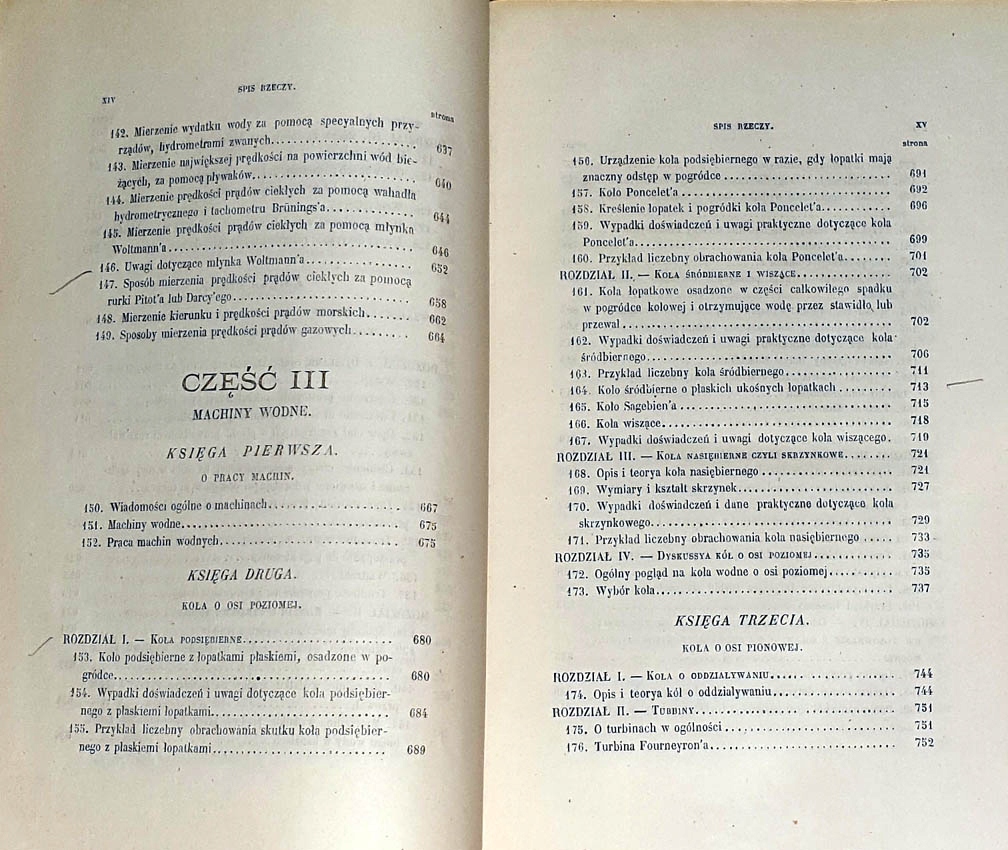 XIV
SPIS RZECZY.
strona
142. Mierzenie wydatku wody za pomocą specyalnych przy-
rządów, hydrometrami zwanych 637
143. Mierzenie największej prędkości na powierzchni wód bie-
żących, za pomocą pływaków 640
144. Mierzenie prędkości prądów ciekłych za pomocą wahadła
hydrometrycznego i tachometru Brünings'a 644
145. Mierzenie prędkości prądów ciekłych za pomocą młynka
Woltmann'a 646
146. Uwagi dotyczące młynka Woltmann'a 652
147. Sposób mierzenia prędkości prądów ciekłych za pomocą
rurki Pitot'a lub Darcy'ego 658
148. Mierzenie kierunku i prędkości prądów morskich 662
149. Sposoby mierzenia prędkości prądów gazowych 664
CZĘŚĆ III
MACHINY WODNE.
KSIĘGA PIERWSZA.
O PRACY MACHIN.
150. Wiadomości ogólne o machinach 667
151. Machiny wodne 675
152. Praca machin wodnych 675
KSIĘGA DRUGA.
KOŁA O OSI POZIOMEJ.
ROZDZIAŁ I. — KOŁA PODSIĘBIERNE 680
153. Koło podsiębierne z łopatkami płaskiemi, osadzone w po-
gródce 680
154. Wypadki doświadczeń i uwagi dotyczące koła podsiębier-
nego z płaskiemi łopatkami 684
155. Przykład liczebny obrachowania skutku koła podsiębier-
nego z płaskiemi łopatkami 689
SPIS RZECZY.
XV
strona
156. Urządzenie koła podsiębiernego w razie, gdy łopatki mają
znaczny odstęp w pogródce 691
157. Koło Poncelet'a 692
158. Kreślenie łopatek i pogródki koła Poncelet'a 696
159. Wypadki doświadczeń i uwagi praktyczne dotyczące koła
Poncelet'a 699
160. Przykład liczebny obrachowania koła Poncelet'a 701
ROZDZIAŁ II. — KOŁA ŚRÓDBIERNE I WISZĄCE 702
161. Koła łopatkowe osadzone w części całkowitego spadku
w pogródce kołowej i otrzymujące wodę przez stawidło, lub
przewał 702
162. Wypadki doświadczeń i uwagi praktyczne dotyczące koła
śródbiernego 706
163. Przykład liczebny koła śródbiernego 711
164. Koło śródbierne o płaskich ukośnych łopatkach 713
165. Koło Sagebien'a 715
166. Koła wiszące 718
167. Wypadki doświadczeń i uwagi dotyczące koła wiszącego. 719
ROZDZIAŁ III. — KOŁA NASIĘBIERNE CZYLI SKRZYNKOWE 721
168. Opis i teorya koła nasiębiernego 721
169. Wymiary i kształt skrzynek 727
170. Wypadki doświadczeń i dane praktyczne dotyczące koła
skrzynkowego 729
171. Przykład liczebny obrachowania koła nasiębiernego 733
ROZDZIAŁ IV. — DYSKUSSYA KÓŁ O OSI POZIOMEJ 735
172. Ogólny pogląd na koła wodne o osi poziomej 735
173. Wybór koła 737
KSIĘGA TRZECIA.
KOŁA O OSI PIONOWEJ.
ROZDZIAŁ I. — KOŁA O ODDZIAŁYWANIU 744
174. Opis i teorya kół o oddziaływaniu 744
ROZDZIAŁ II. — TURBINY 751
175. O turbinach w ogólności 751
176. Turbina Fourneyron'a 752